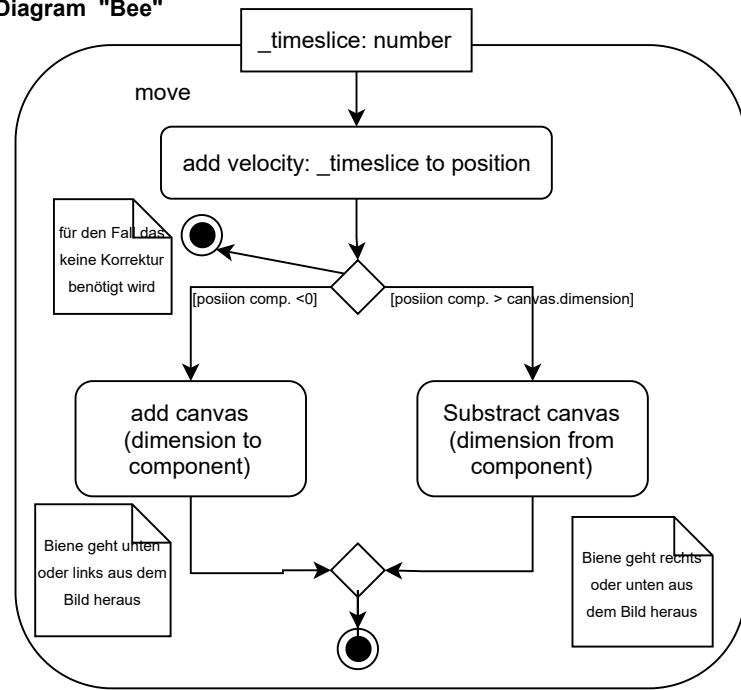 Diagram "Bee"
_timeslice: number
move
add velocity: _timeslice to position
für den Fall das
keine Korrektur
benötigt wird
[posiion comp. <0]
[posiion comp. > canvas.dimension]
add canvas
(dimension to
component)
Substract canvas
(dimension from
component)
Biene geht unten
oder links aus dem
Bild heraus
Biene geht rechts
oder unten aus
dem Bild heraus